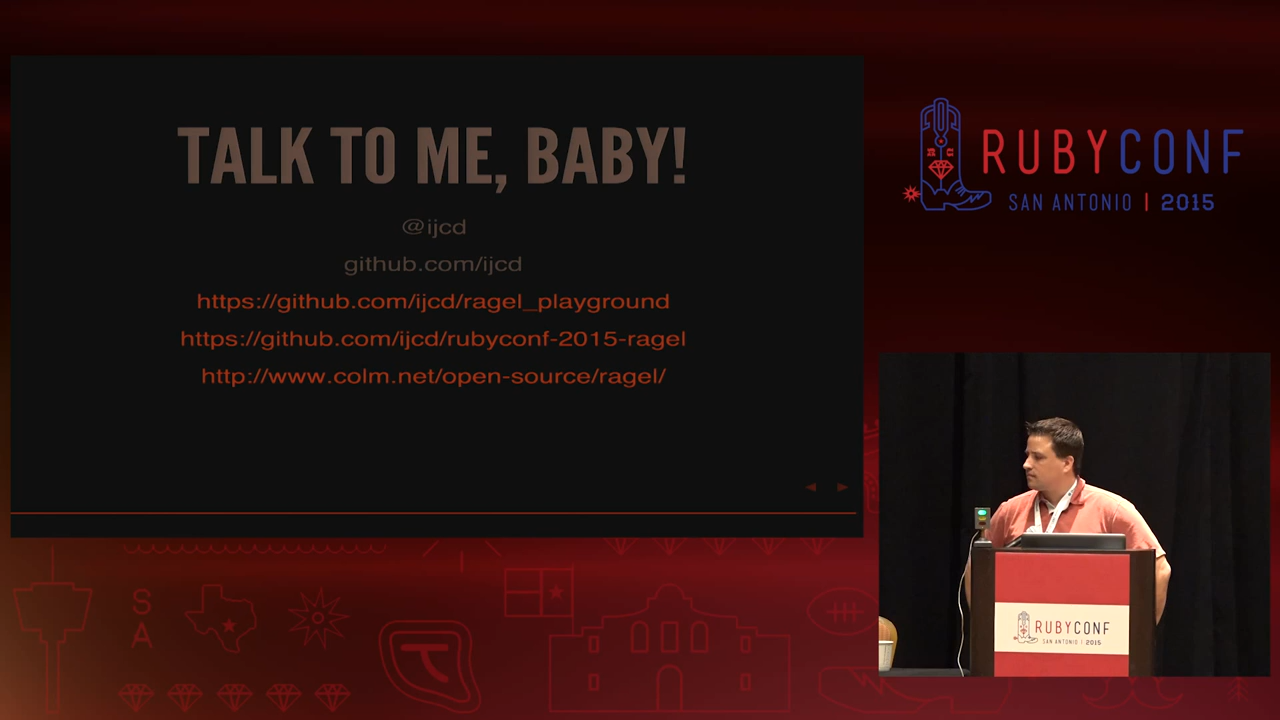 TALK TO ME, BABY!
@ijcd
github.com/ijcd
https://github.com/ijcd/ragel_playground
https://github.com/ijcd/rubyconf-2015-ragel
http://www.colm.net/open-source/ragel/
RUBYCONF
SAN ANTONIO | 2015
RUBYCONF
SAN ANTONIO | 2015
S
A